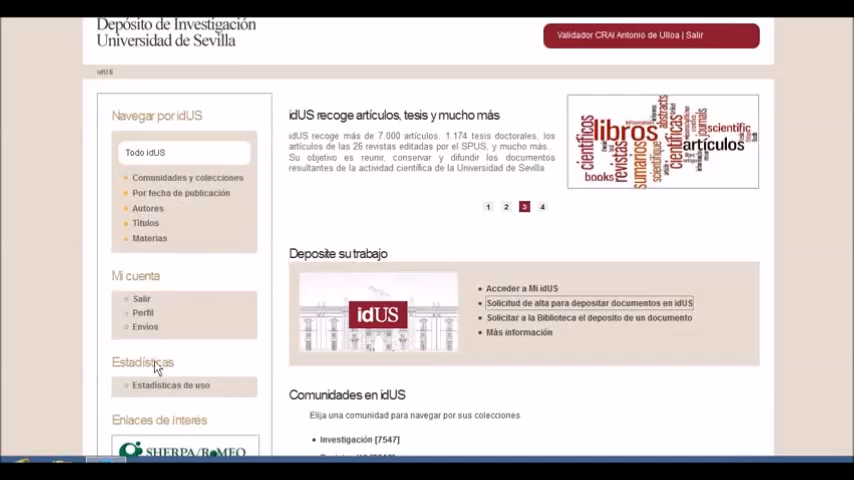 Depósito de Investigación
Universidad de Sevilla
Validador CRAI Antonio de Ulloa | Salir
idUS
Navegar por idUS
Todo idUS
Comunidades y colecciones
Por fecha de publicación
Autores
Títulos
Materias
Mi cuenta
Salir
Perfil
Envíos
Estadísticas
Estadísticas de uso
Enlaces de interés
SHERPA/RoMEO
idUS recoge artículos, tesis y mucho más
idUS recoge más de 7.000 artículos, 1.174 tesis doctorales, los
artículos de las 26 revistas editadas por el SPUS, y mucho más.
Su objetivo es reunir, conservar y difundir los documentos
resultantes de la actividad científica de la Universidad de Sevilla
científicos
libros
books
revistas
sumarios
scientifique
científicas
abstracts
journals
scientific
artículos
1 2 3 4
Deposite su trabajo
idUS
Acceder a Mi idUS
Solicitud de alta para depositar documentos en idUS
Solicitar a la Biblioteca el deposito de un documento
Más información
Comunidades en idUS
Elija una comunidad para navegar por sus colecciones
Investigación [7547]